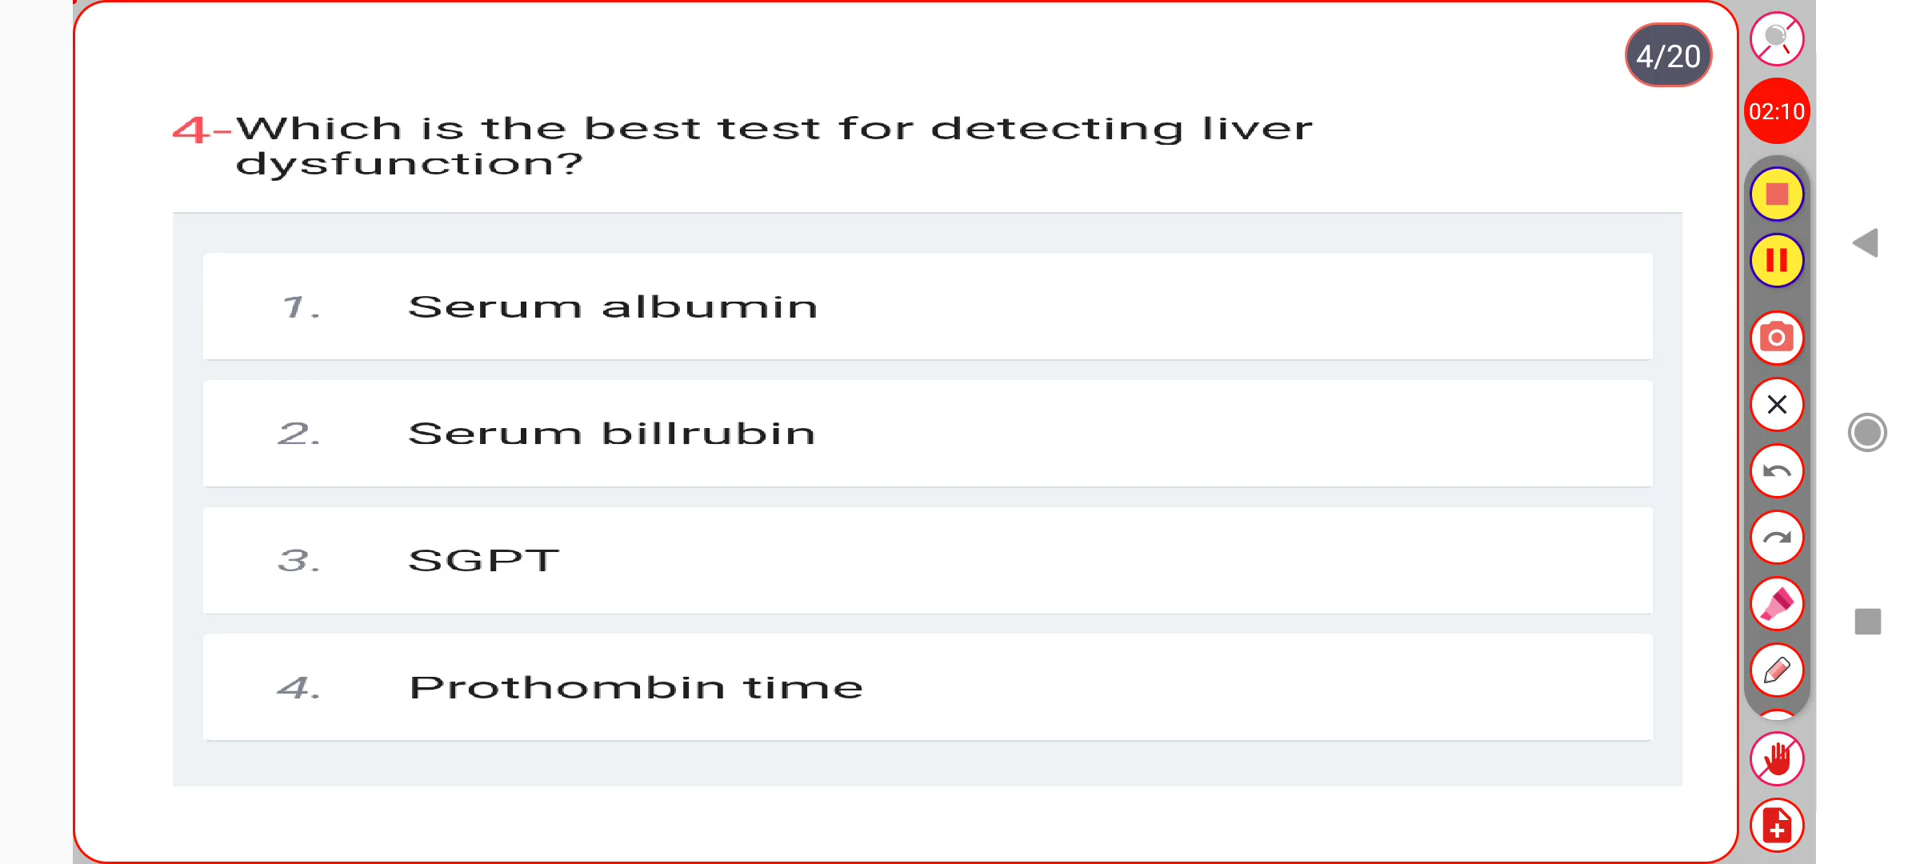 4/20
02:10
4-Which is the best test for detecting liver
dysfunction?
1. Serum albumin
2. Serum billrubin
3. SGPT
4. Prothombin time